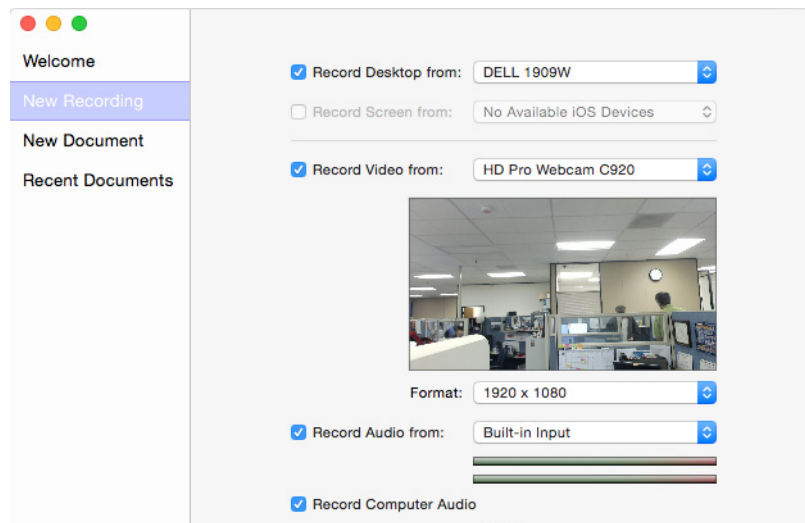 Welcome
New Recording
New Document
Recent Documents
Record Desktop from: DELL 1909W
Record Screen from: No Available iOS Devices
Record Video from: HD Pro Webcam C920
Format: 1920 x 1080
Record Audio from: Built-in Input
Record Computer Audio